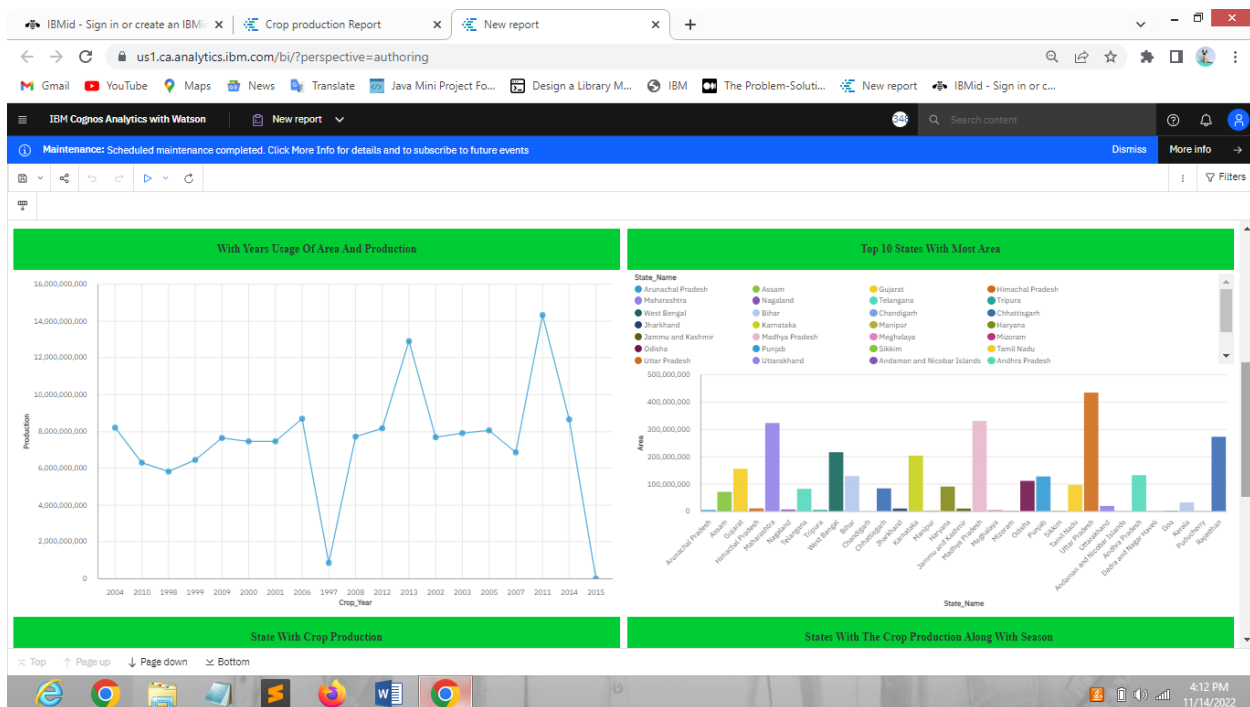 IBMid - Sign in or create an IBMic
Crop production Report
New report
us1.ca.analytics.ibm.com/bi/?perspective=authoring
Gmail YouTube Maps News Translate Java Mini Project Fo... Design a Library M... IBM The Problem-Soluti... New report IBMid - Sign in or c...
IBM Cognos Analytics with Watson New report Search content
Maintenance: Scheduled maintenance completed. Click More Info for details and to subscribe to future events Dismiss More info
Filters
With Years Usage Of Area And Production
16,000,000,000
14,000,000,000
12,000,000,000
10,000,000,000
8,000,000,000
6,000,000,000
4,000,000,000
2,000,000,000
0
Production
2004 2010 1998 1999 2009 2000 2001 2006 1997 2008 2012 2013 2002 2003 2005 2007 2011 2014 2015
Crop_Year
Top 10 States With Most Area
State_Name
Arunachal Pradesh Assam Gujarat Himachal Pradesh
Maharashtra Nagaland Telangana Tripura
West Bengal Bihar Chandigarh Chhattisgarh
Jharkhand Karnataka Manipur Haryana
Jammu and Kashmir Madhya Pradesh Meghalaya Mizoram
Odisha Punjab Sikkim Tamil Nadu
Uttar Pradesh Uttarakhand Andaman and Nicobar Islands Andhra Pradesh
500,000,000
400,000,000
300,000,000
200,000,000
100,000,000
0
Area
Arunachal Pradesh Assam Gujarat Himachal Pradesh Maharashtra Nagaland Telangana Tripura West Bengal Bihar Chandigarh Chhattisgarh Jharkhand Karnataka Manipur Haryana Jammu and Kashmir Madhya Pradesh Meghalaya Mizoram Odisha Punjab Sikkim Tamil Nadu Uttar Pradesh Uttarakhand Andaman and Nicobar Islands Andhra Pradesh Dadra and Nagar Haveli Goa Kerala Puducherry Rajasthan
State_Name
State With Crop Production
States With The Crop Production Along With Season
Top Page up Page down Bottom
4:12 PM
11/14/2022